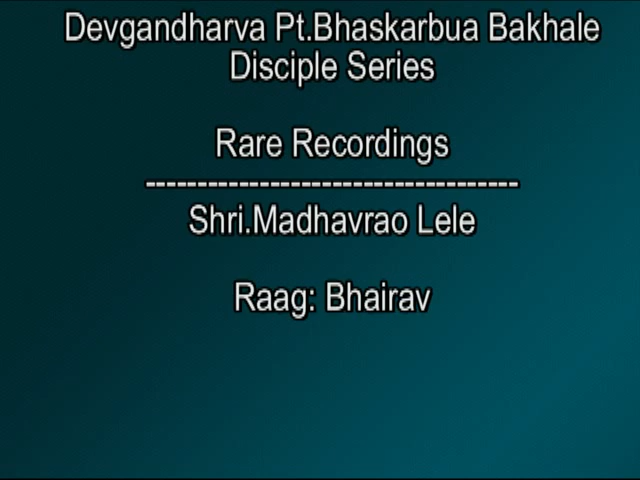 Devgandharva Pt.Bhaskarbua Bakhale
Disciple Series
Rare Recordings
------------------------------------
Shri.Madhavrao Lele
Raag: Bhairav